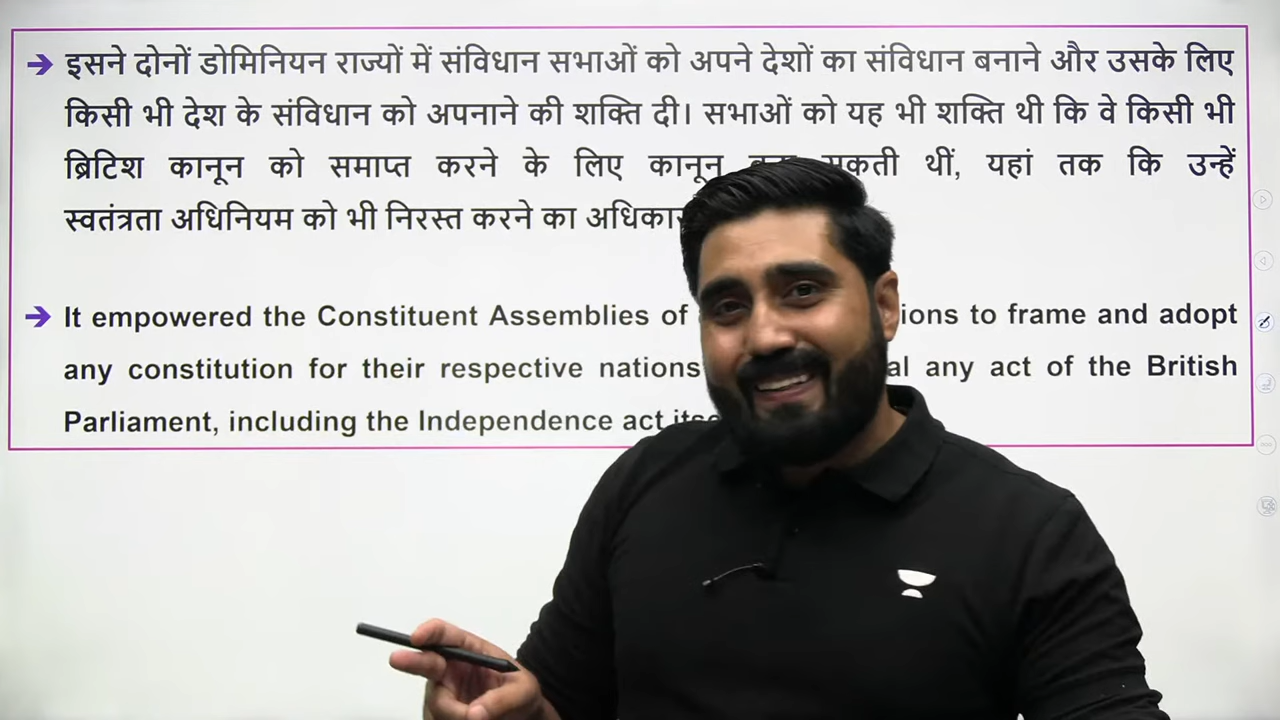 इसने दोनों डोमिनियन राज्यों में संविधान सभाओं को अपने देशों का संविधान बनाने और उसके लिए
किसी भी देश के संविधान को अपनाने की शक्ति दी। सभाओं को यह भी शक्ति थी कि वे किसी भी
ब्रिटिश कानून को समाप्त करने के लिए कानून सकती थीं, यहां तक कि उन्हें
स्वतंत्रता अधिनियम को भी निरस्त करने का
It empowered the Constituent Assemblies of to frame and adopt
any constitution for their respective nations any act of the British
Parliament, including the Independence act